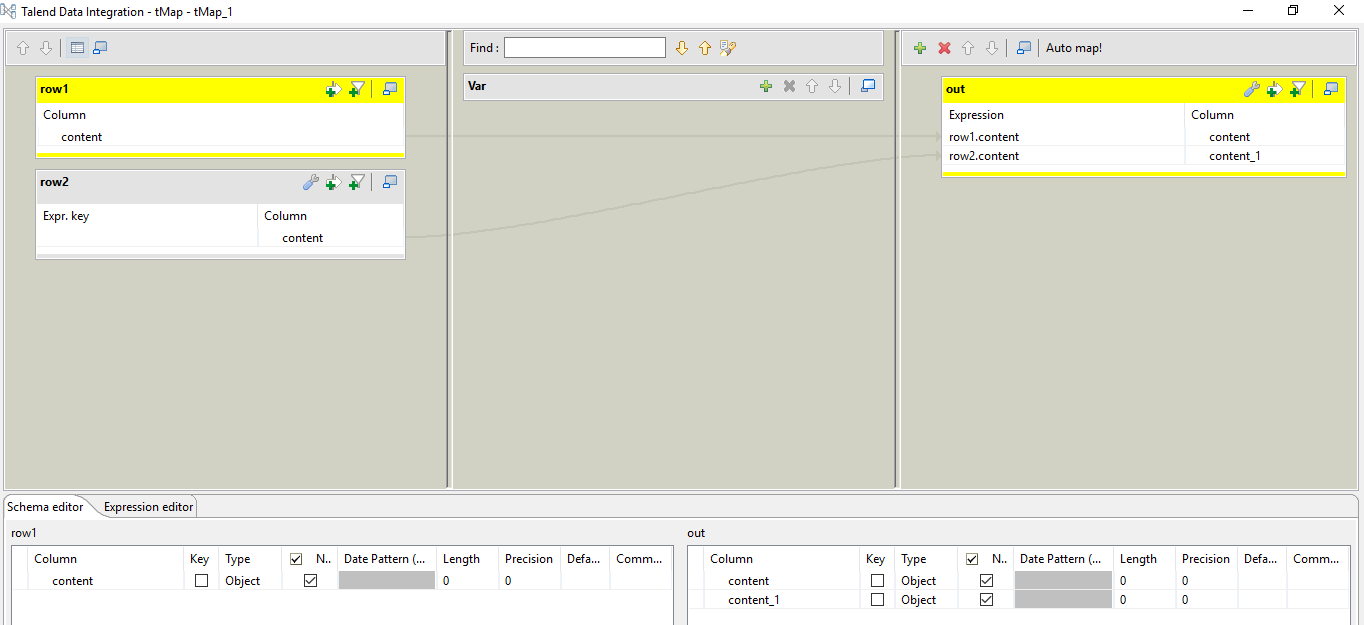 Talend Data Integration - tMap - tMap_1
Find :
Auto map!
row1
Column
content
row2
Expr. key Column
content
Var
out
Expression Column
row1.content content
row2.content content_1
Schema editor Expression editor
row1
Column Key Type N.. Date Pattern (... Length Precision Defa... Comm...
content Object 0 0
out
Column Key Type N.. Date Pattern (... Length Precision Defa... Comm...
content Object 0 0
content_1 Object 0 0